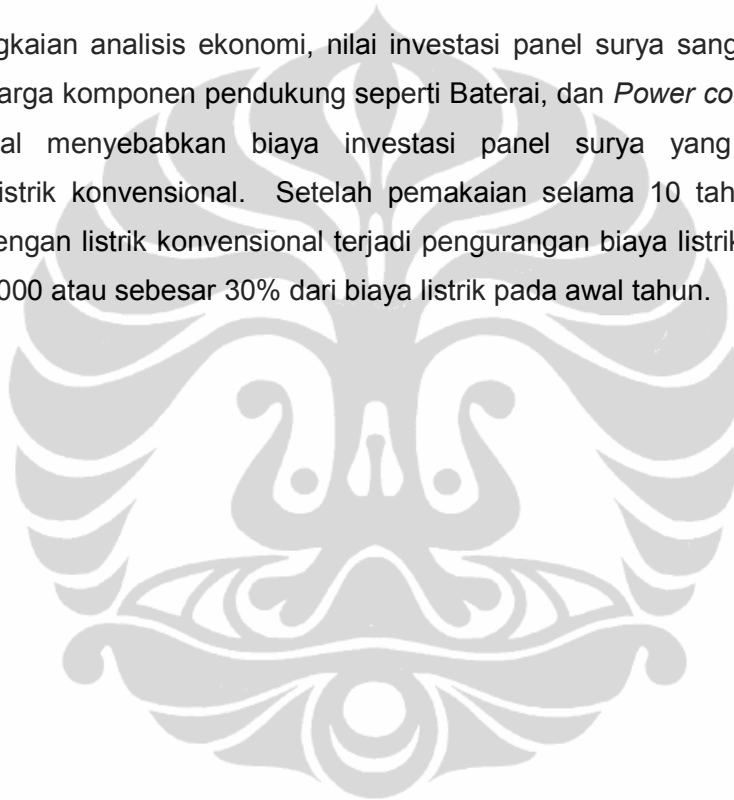 gkaian analisis ekonomi, nilai investasi panel surya sang
arga komponen pendukung seperti Baterai, dan Power co
al menyebabkan biaya investasi panel surya yang
istrik konvensional. Setelah pemakaian selama 10 tah
engan listrik konvensional terjadi pengurangan biaya listrik
000 atau sebesar 30% dari biaya listrik pada awal tahun.